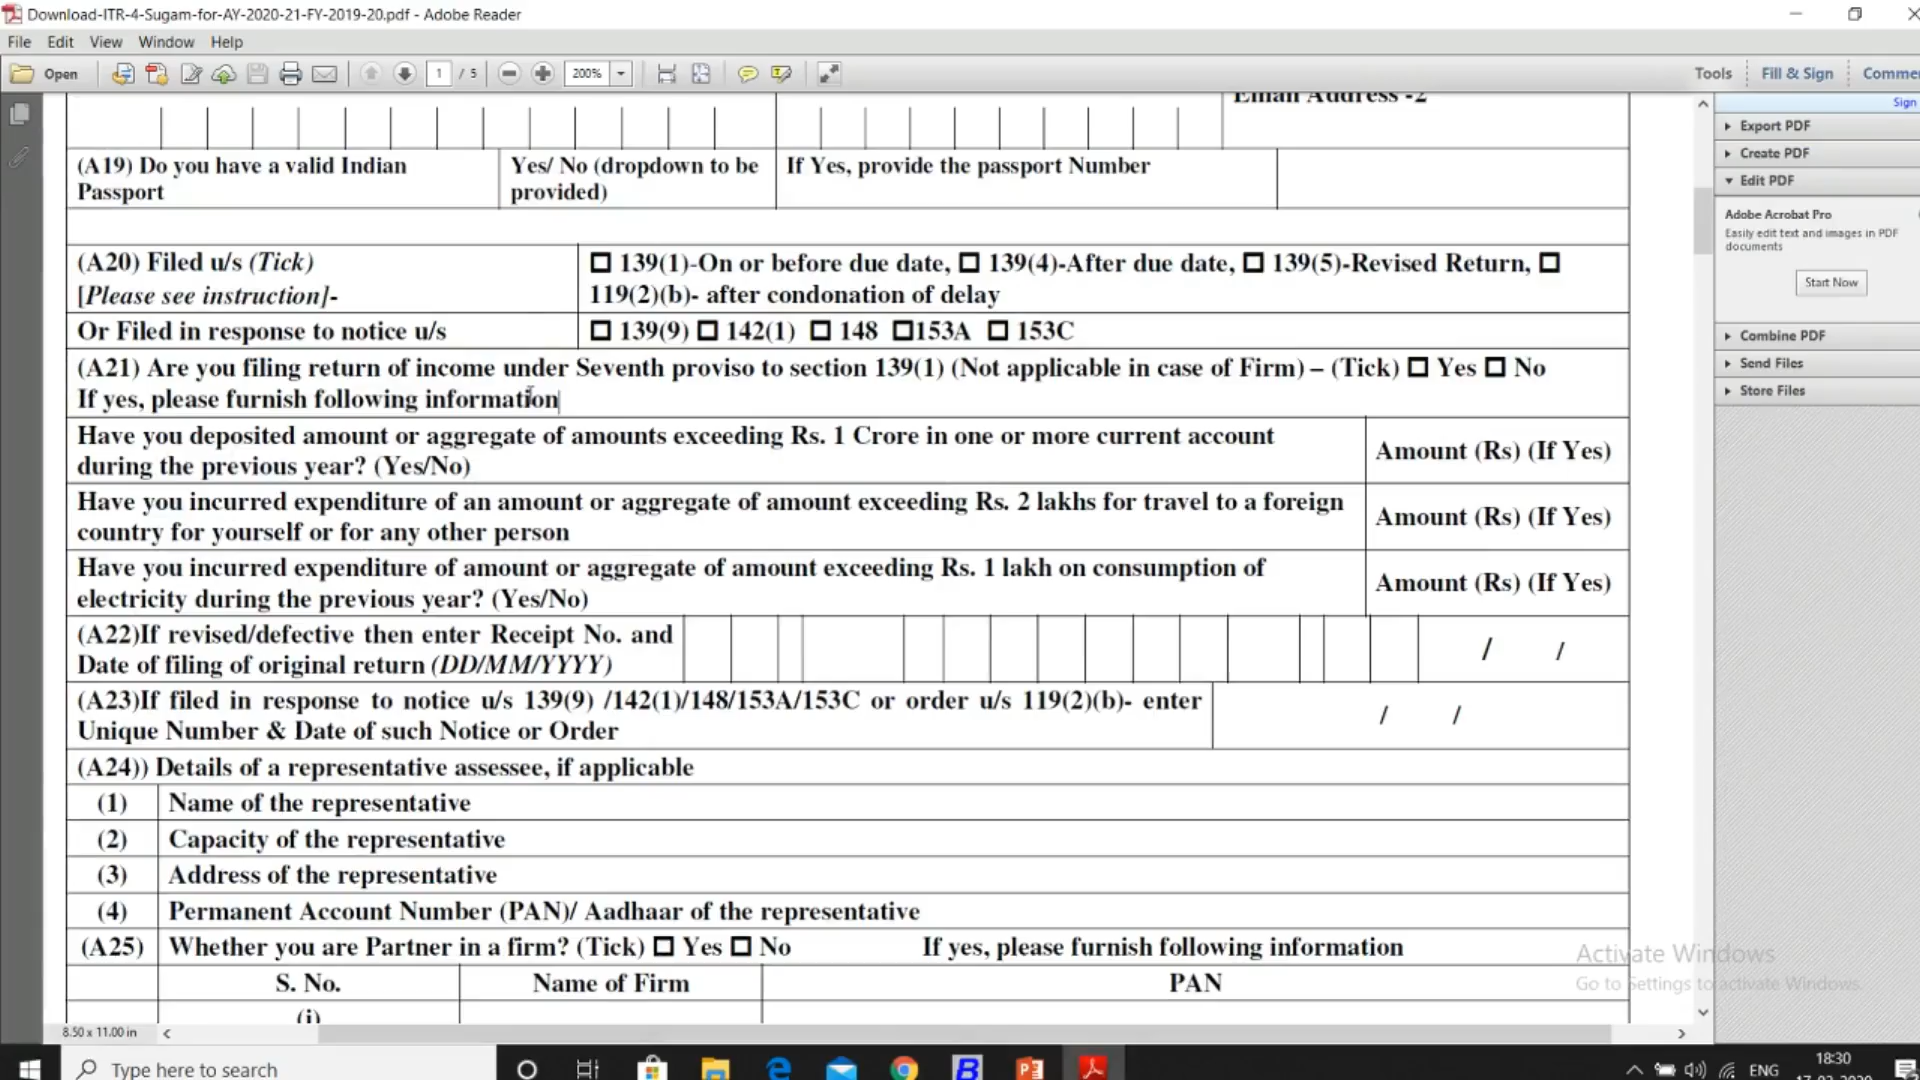 Download-ITR-4-Sugam-for-AY-2020-21-FY-2019-20.pdf - Adobe Reader
File Edit View Window Help
Open 1 / 5 200% Tools Fill & Sign
Sign
Email Address -2
(A19) Do you have a valid Indian
Passport
Yes/ No (dropdown to be
provided)
If Yes, provide the passport Number
(A20) Filed u/s (Tick)
[Please see instruction]-
☐ 139(1)-On or before due date, ☐ 139(4)-After due date, ☐ 139(5)-Revised Return, ☐
119(2)(b)- after condonation of delay
Or Filed in response to notice u/s ☐ 139(9) ☐ 142(1) ☐ 148 ☐153A ☐ 153C
(A21) Are you filing return of income under Seventh proviso to section 139(1) (Not applicable in case of Firm) – (Tick) ☐ Yes ☐ No
If yes, please furnish following information
Have you deposited amount or aggregate of amounts exceeding Rs. 1 Crore in one or more current account
during the previous year? (Yes/No)
Amount (Rs) (If Yes)
Have you incurred expenditure of an amount or aggregate of amount exceeding Rs. 2 lakhs for travel to a foreign
country for yourself or for any other person
Amount (Rs) (If Yes)
Have you incurred expenditure of amount or aggregate of amount exceeding Rs. 1 lakh on consumption of
electricity during the previous year? (Yes/No)
Amount (Rs) (If Yes)
(A22)If revised/defective then enter Receipt No. and
Date of filing of original return (DD/MM/YYYY)
/ /
(A23)If filed in response to notice u/s 139(9) /142(1)/148/153A/153C or order u/s 119(2)(b)- enter
Unique Number & Date of such Notice or Order
/ /
(A24)) Details of a representative assessee, if applicable
(1) Name of the representative
(2) Capacity of the representative
(3) Address of the representative
(4) Permanent Account Number (PAN)/ Aadhaar of the representative
(A25) Whether you are Partner in a firm? (Tick) ☐ Yes ☐ No If yes, please furnish following information
S. No. Name of Firm PAN
(i)
Export PDF
Create PDF
Edit PDF
Adobe Acrobat Pro
Easily edit text and images in PDF
documents
Start Now
Combine PDF
Send Files
Store Files
Activate Windows
Go to Settings to activate Windows.
8.50 x 11.00 in
Type here to search
ENG
18:30